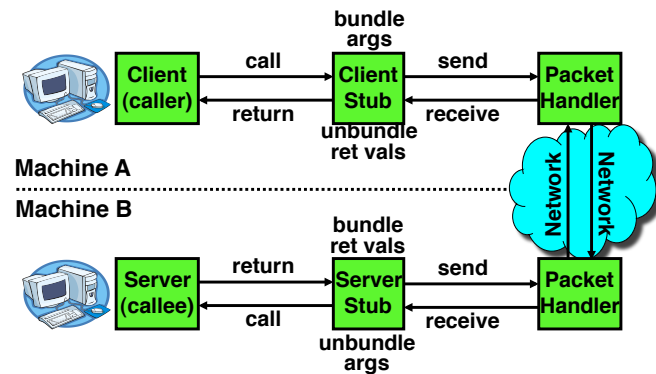 bundle
args
call
send
Client
(caller)
Client
Stub
Packet
Handler
return
receive
unbundle
ret vals
Machine A
Network
Network
Machine B
bundle
ret vals
return
send
Server
(callee)
Server
Stub
Packet
Handler
call
receive
unbundle
args